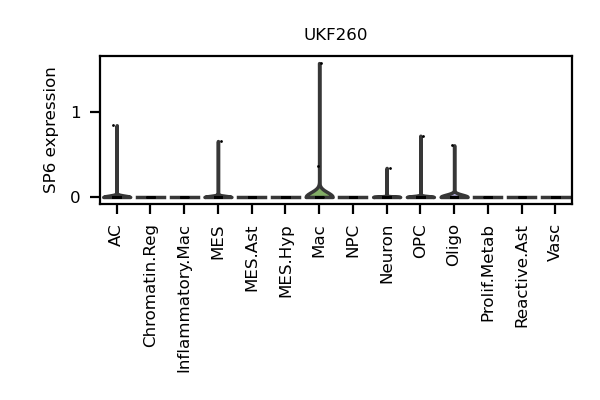 UKF260
SP6 expression
1
0
AC
Chromatin.Reg
Inflammatory.Mac
MES
MES.Ast
MES.Hyp
Mac
NPC
Neuron
OPC
Oligo
Prolif.Metab
Reactive.Ast
Vasc